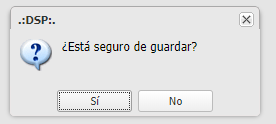 .:DSP:.
¿Está seguro de guardar?
Sí
No